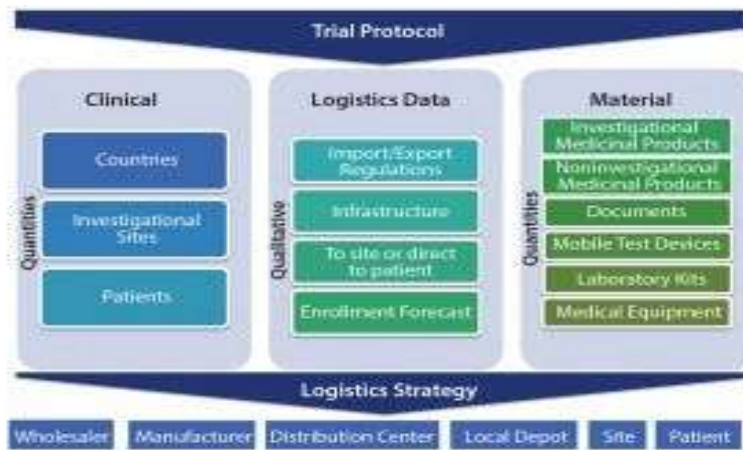 Trial Protocol
Clinical
Quantities
Countries
Investigational
Sites
Patients
Logistics Data
Qualitative
Import/Export
Regulations
Infrastructure
To site or direct
to patient
Enrollment Forecast
Material
Quantities
Investigational
Medicinal Products
Noninvestigational
Medicinal Products
Documents
Mobile Test Devices
Laboratory Kits
Medical Equipment
Logistics Strategy
Wholesaler
Manufacturer
Distribution Center
Local Depot
Site
Patient